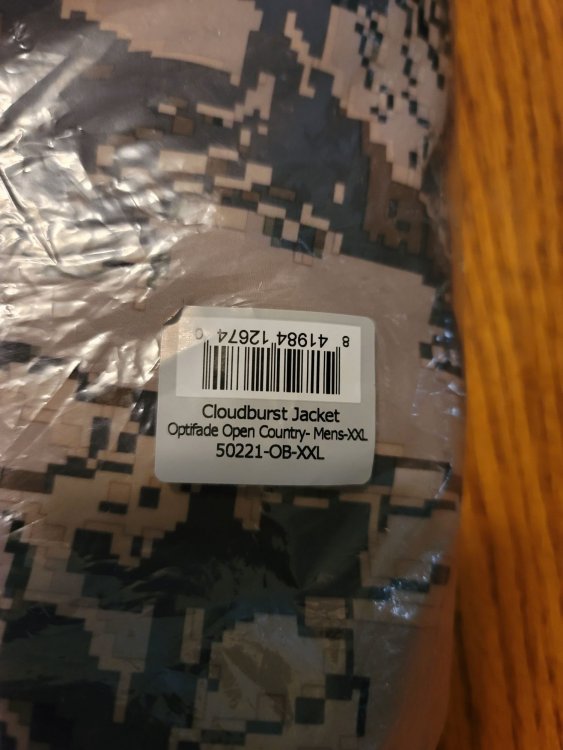 8 41984 12674 0
Cloudburst Jacket
Optifade Open Country- Mens-XXL
50221-OB-XXL